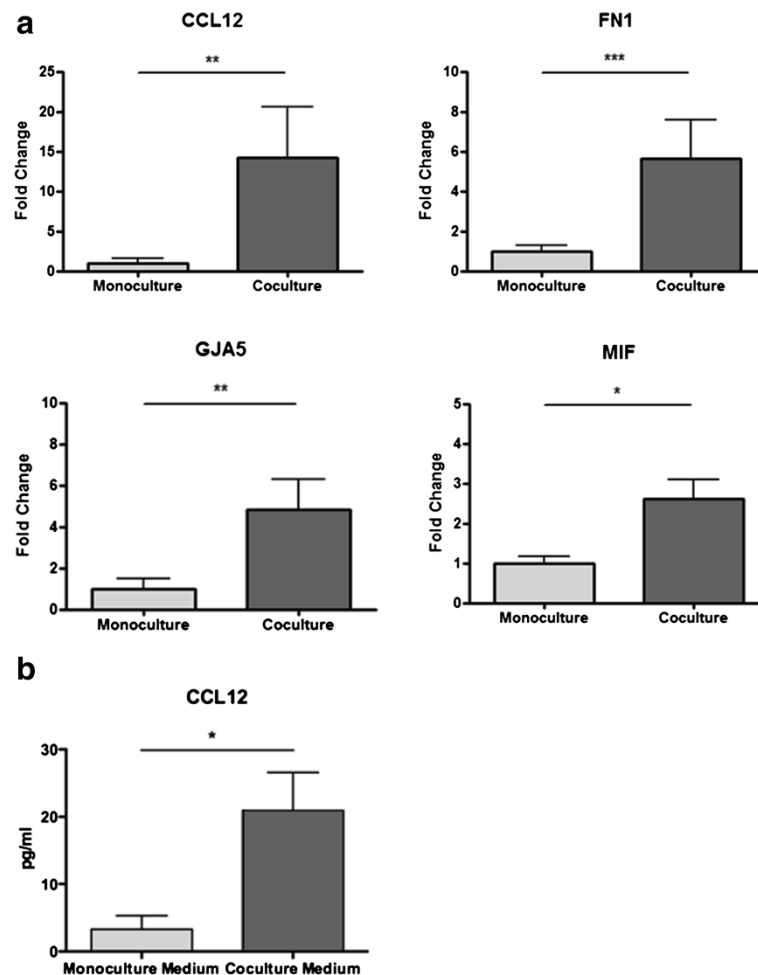 a
CCL12
**
25
20
15
10
5
0
Fold Change
Monoculture
Coculture
FN1
***
10
8
6
4
2
0
Fold Change
Monoculture
Coculture
GJA5
**
10
8
6
4
2
0
Fold Change
Monoculture
Coculture
MIF
*
5
4
3
2
1
0
Fold Change
Monoculture
Coculture
b
CCL12
*
30
20
10
0
pg/ml
Monoculture Medium
Coculture Medium